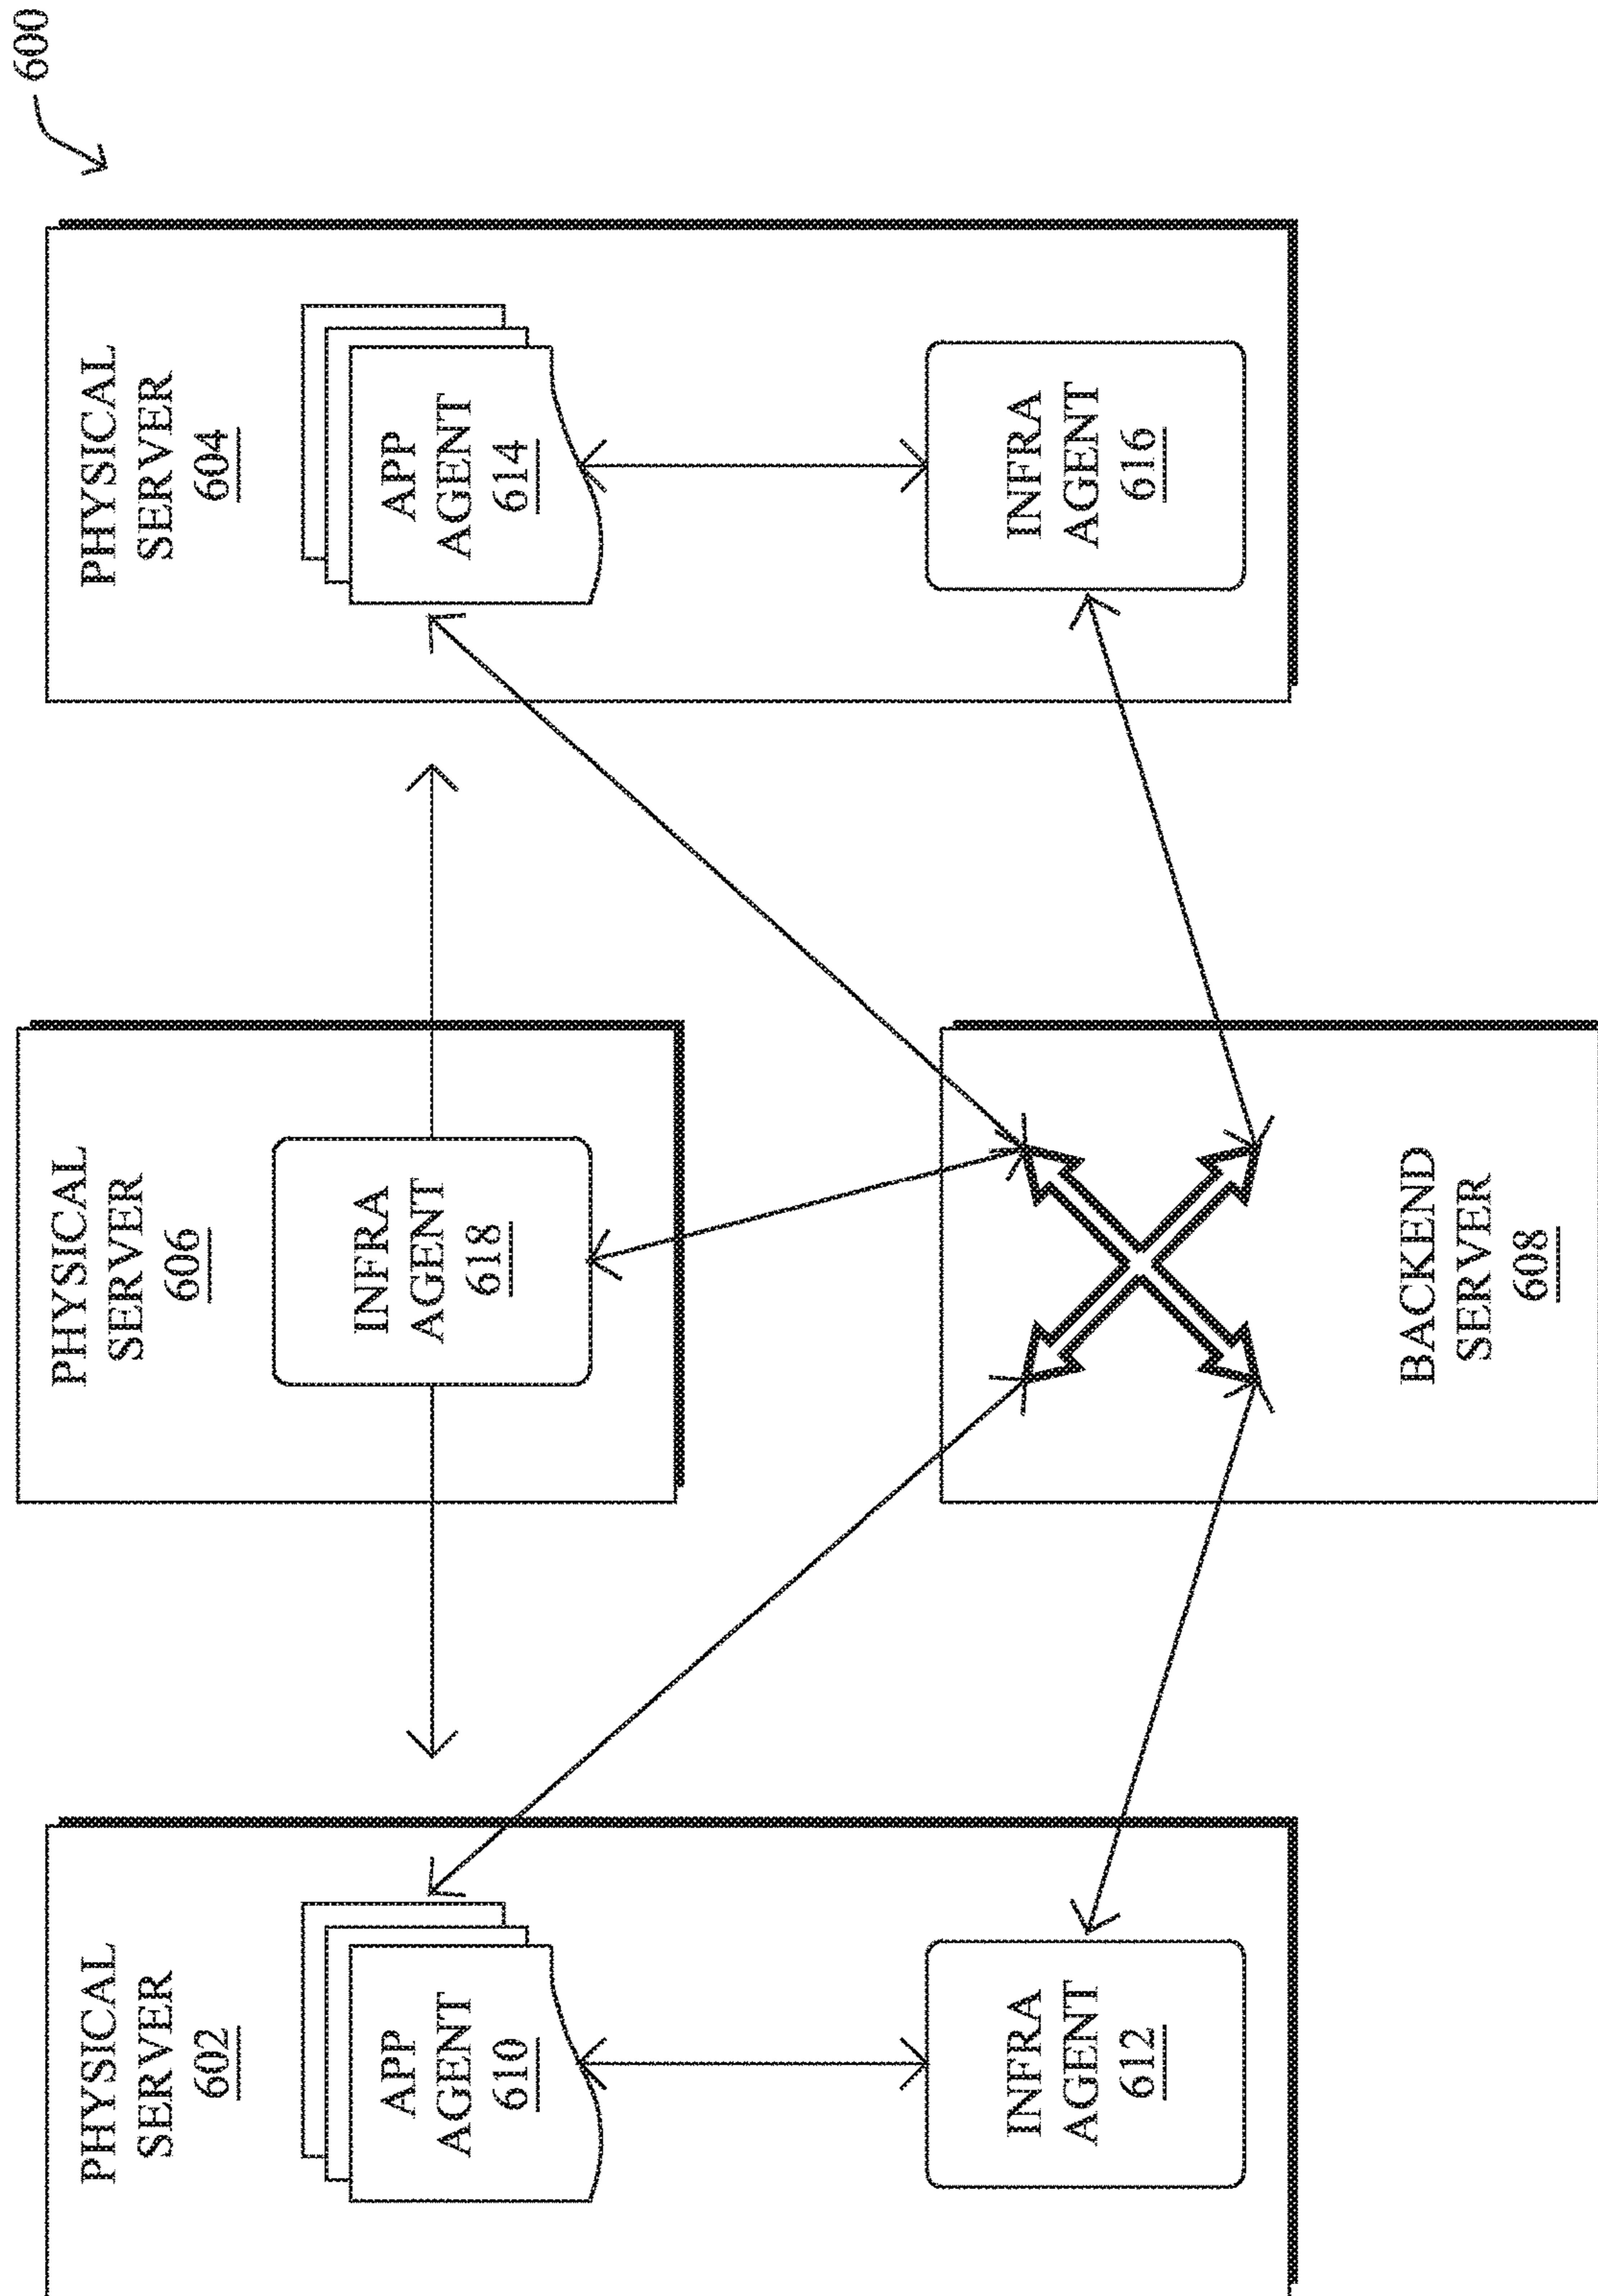 600
PHYSICAL
SERVER
602
APP
AGENT
610
INFRA
AGENT
612
PHYSICAL
SERVER
606
INFRA
AGENT
618
BACKEND
SERVER
608
PHYSICAL
SERVER
604
APP
AGENT
614
INFRA
AGENT
616